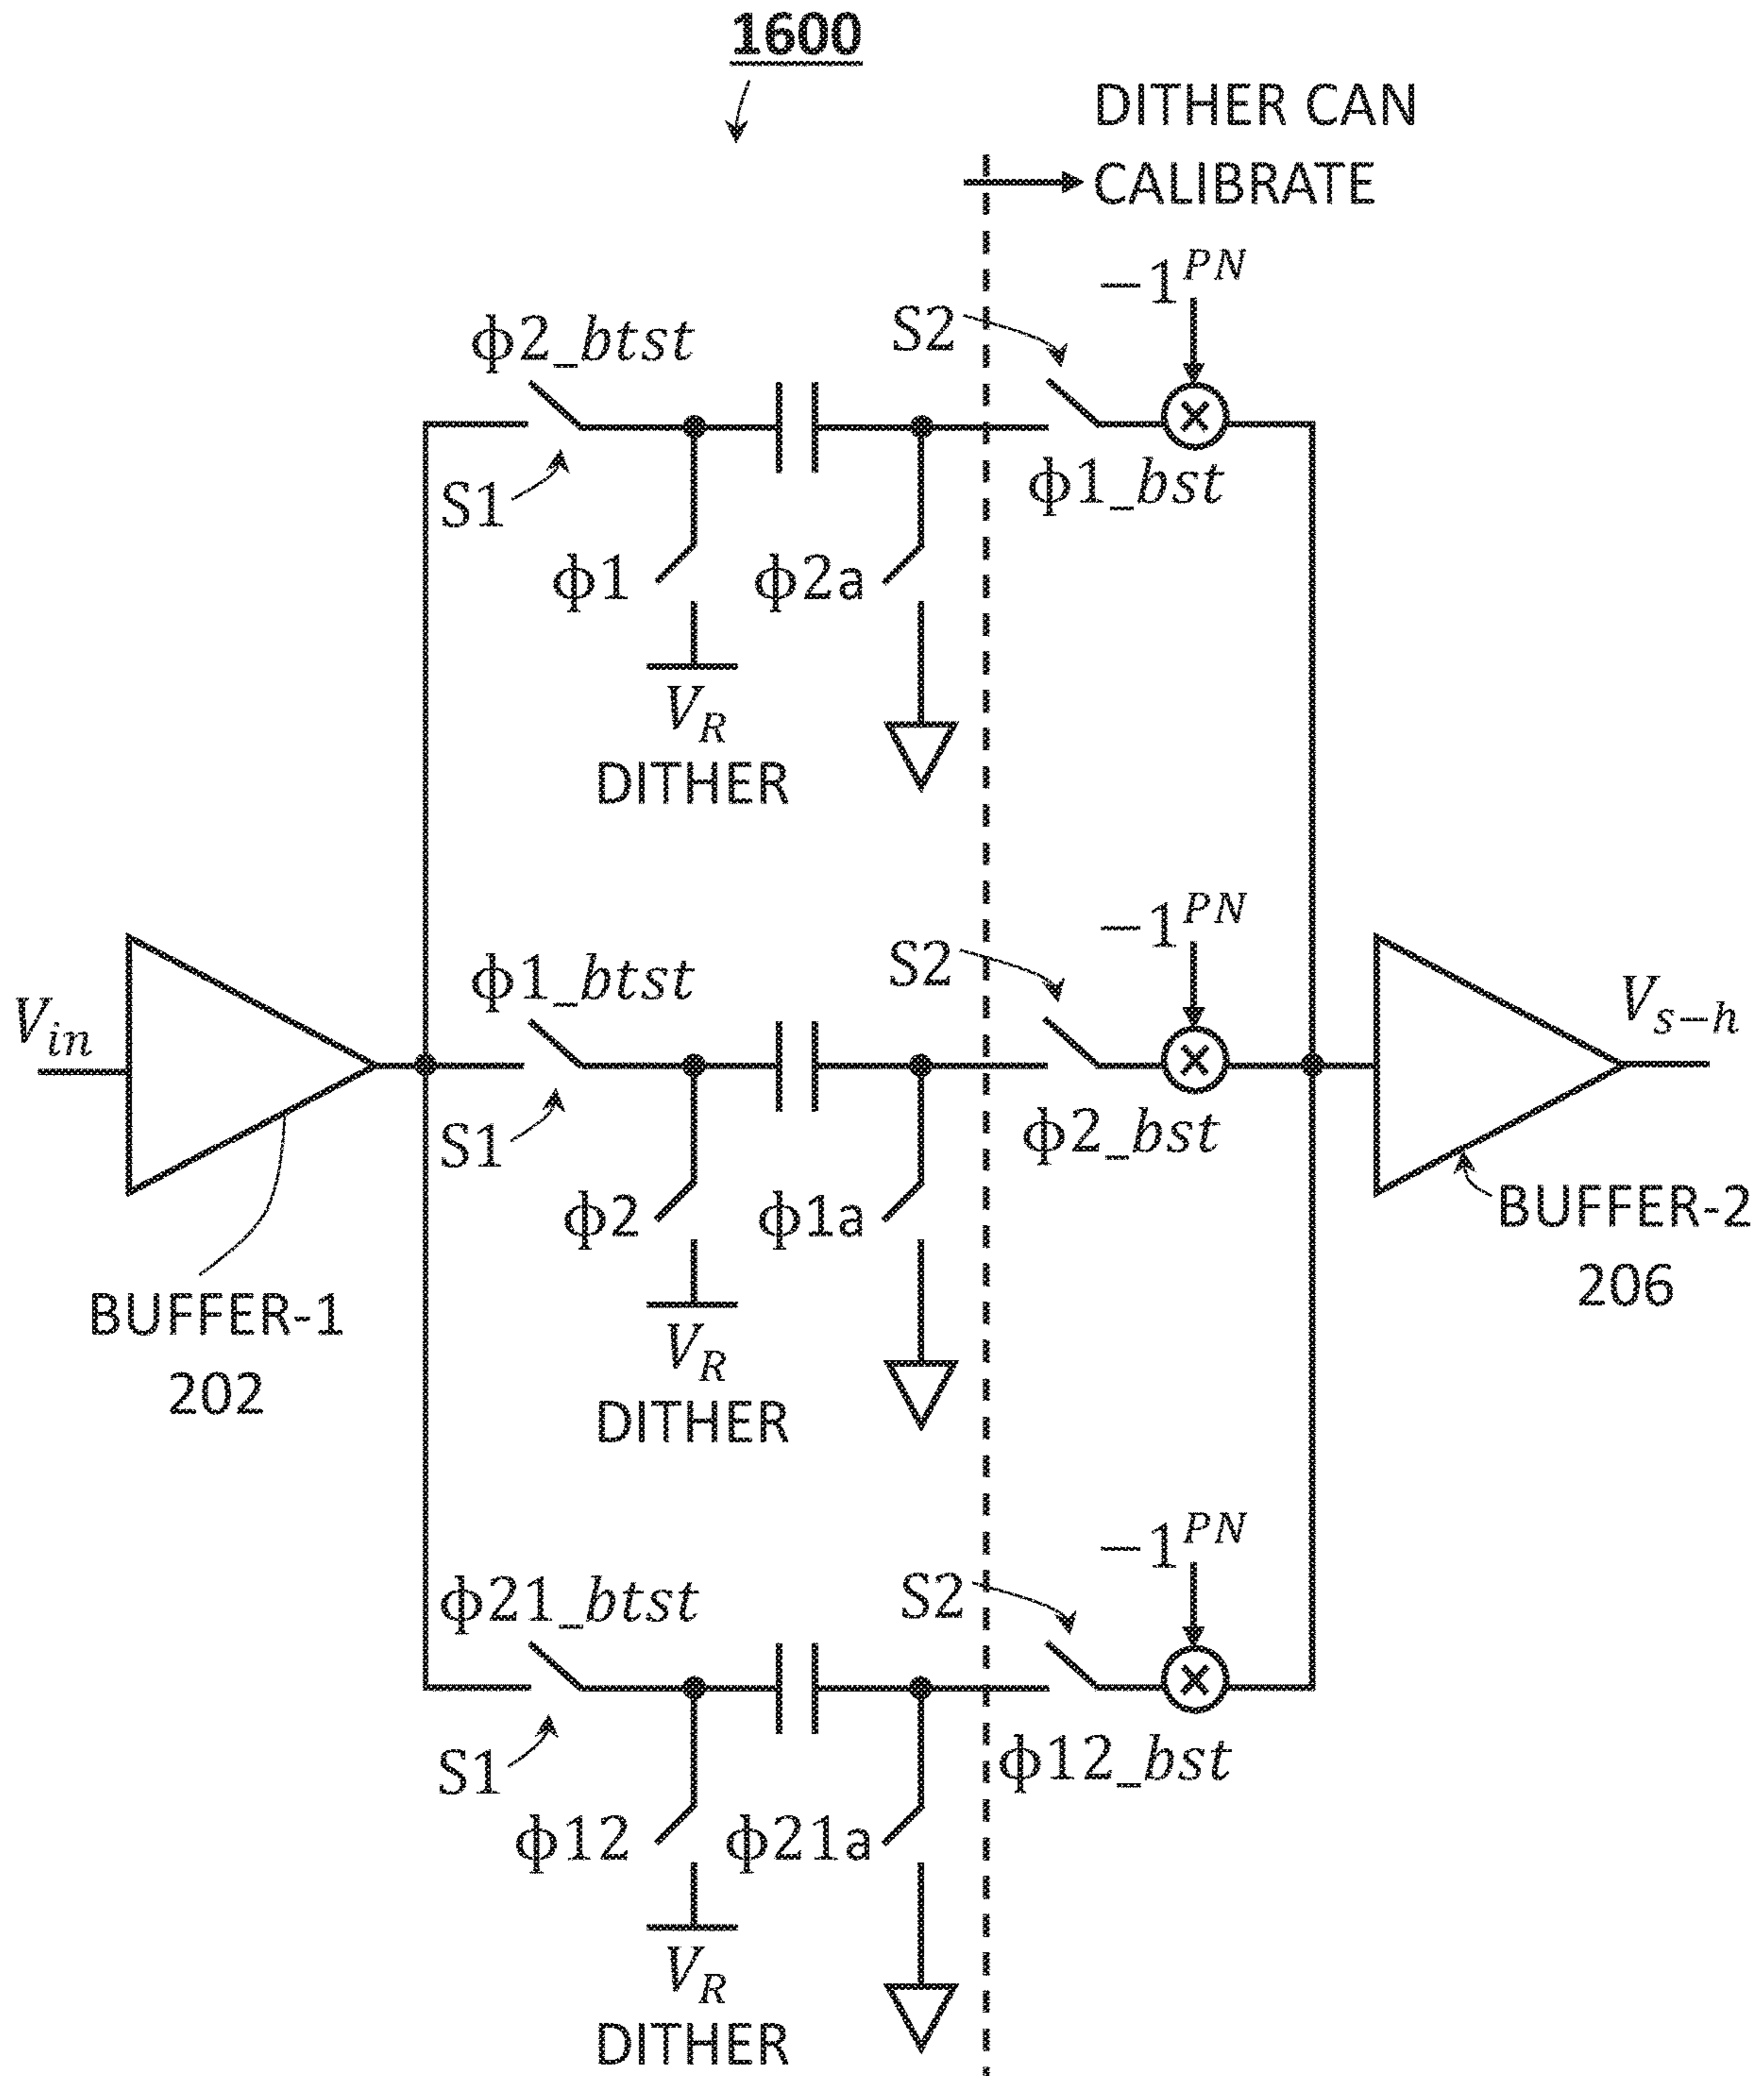 1600
DITHER CAN
CALIBRATE
−1^PN
S2
ϕ2_btst
S1
ϕ1_bst
ϕ1
ϕ2a
V_R
DITHER
−1^PN
S2
ϕ1_btst
V_in
V_s−h
S1
ϕ2_bst
ϕ2
ϕ1a
BUFFER-2
206
BUFFER-1
202
V_R
DITHER
−1^PN
S2
ϕ21_btst
S1
ϕ12_bst
ϕ12
ϕ21a
V_R
DITHER